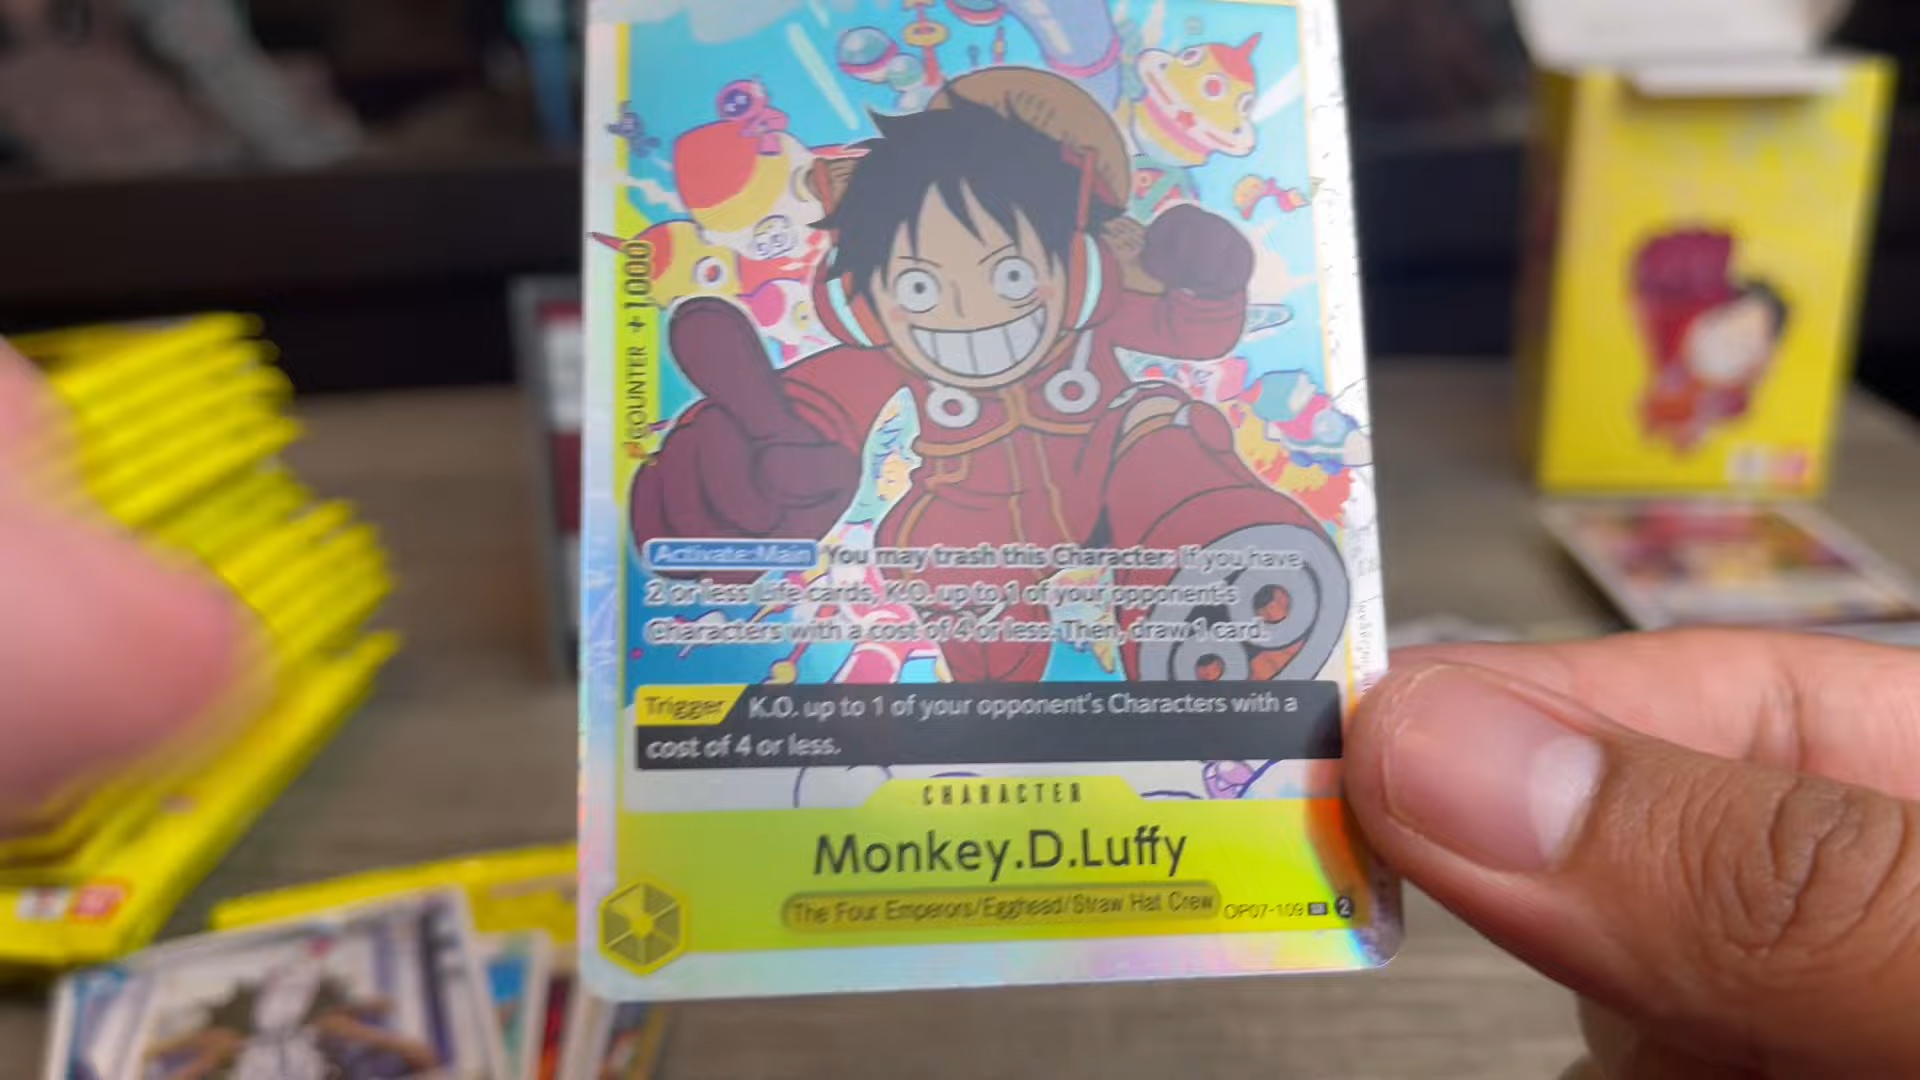 COUNTER +1000
Activate:Main You may trash this Character: If you have
2 or less Life cards, K.O. up to 1 of your opponent's
Characters with a cost of 4 or less. Then, draw 1 card.
Trigger K.O. up to 1 of your opponent's Characters with a
cost of 4 or less.
CHARACTER
Monkey.D.Luffy
The Four Emperors/Egghead/Straw Hat Crew
OP07-109 2